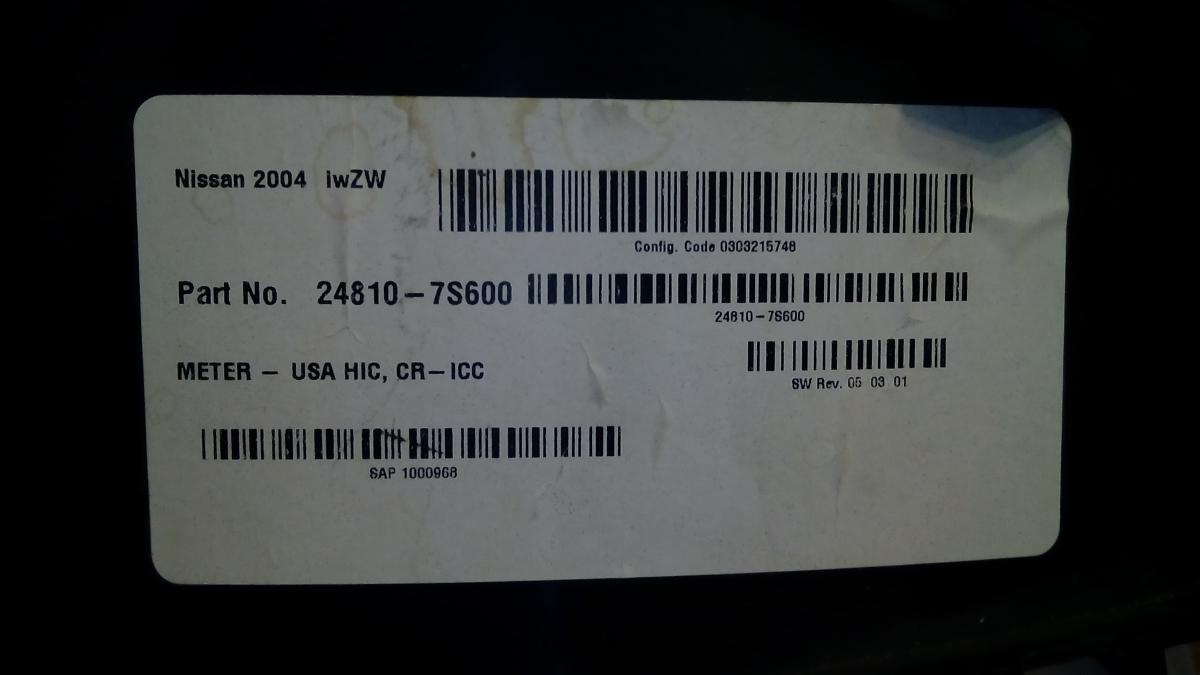 Nissan 2004 iwZW
Config. Code 0303215748
Part No. 24810-7S600
24810-7S600
METER - USA HIC, CR-ICC
SW Rev. 05 03 01
SAP 1000968